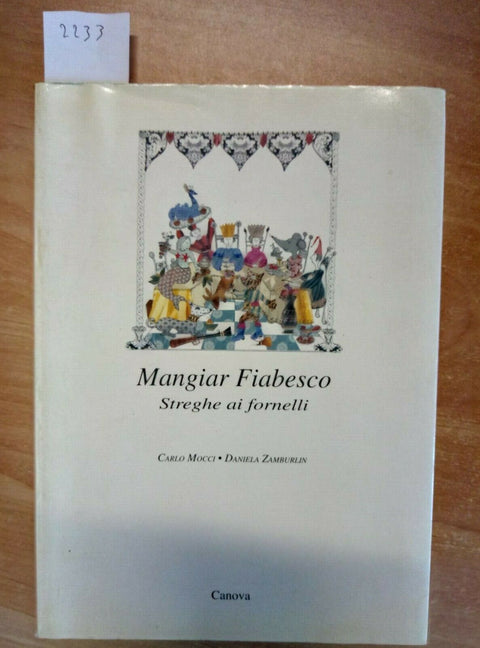 2233
Mangiar Fiabesco
Streghe ai fornelli
CARLO MOCCI • DANIELA ZAMBURLIN
Canova